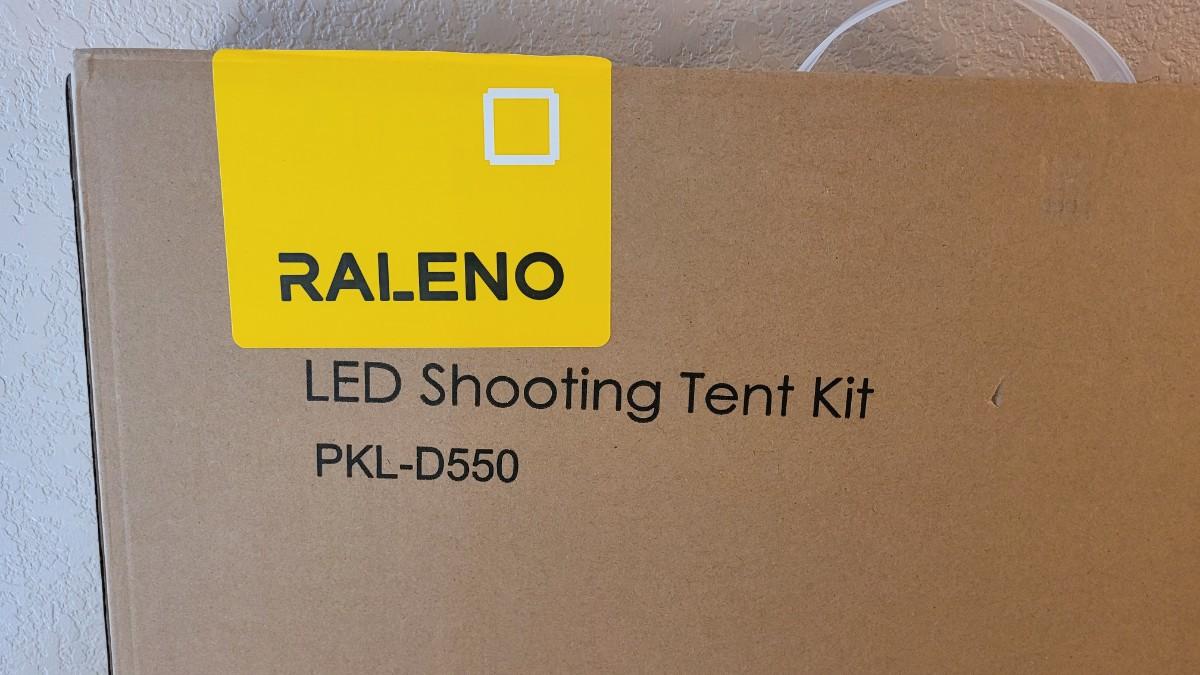 RALENO
LED Shooting Tent Kit
PKL-D550